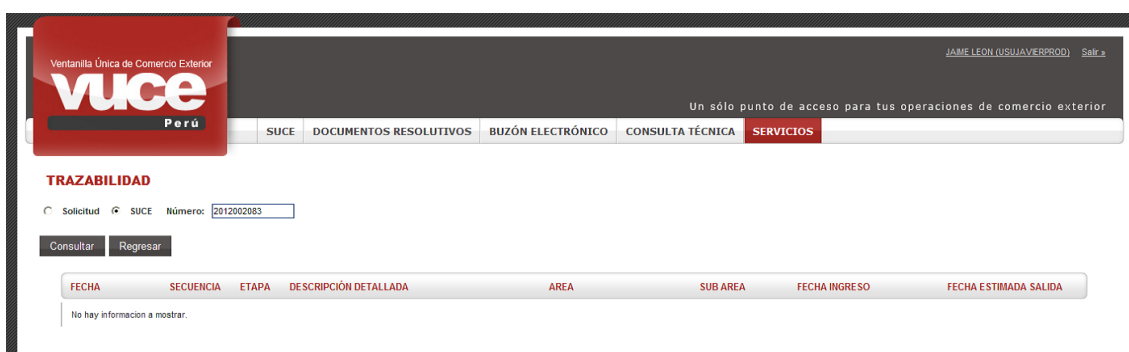 JAIME LEON (USUJAVIERPROD) Salir »
Ventanilla Única de Comercio Exterior
vuce
Perú
Un sólo punto de acceso para tus operaciones de comercio exterior
SUCE DOCUMENTOS RESOLUTIVOS BUZÓN ELECTRÓNICO CONSULTA TÉCNICA SERVICIOS
TRAZABILIDAD
Solicitud SUCE Número: 2012002083
Consultar Regresar
FECHA SECUENCIA ETAPA DESCRIPCIÓN DETALLADA AREA SUB AREA FECHA INGRESO FECHA ESTIMADA SALIDA
No hay informacion a mostrar.